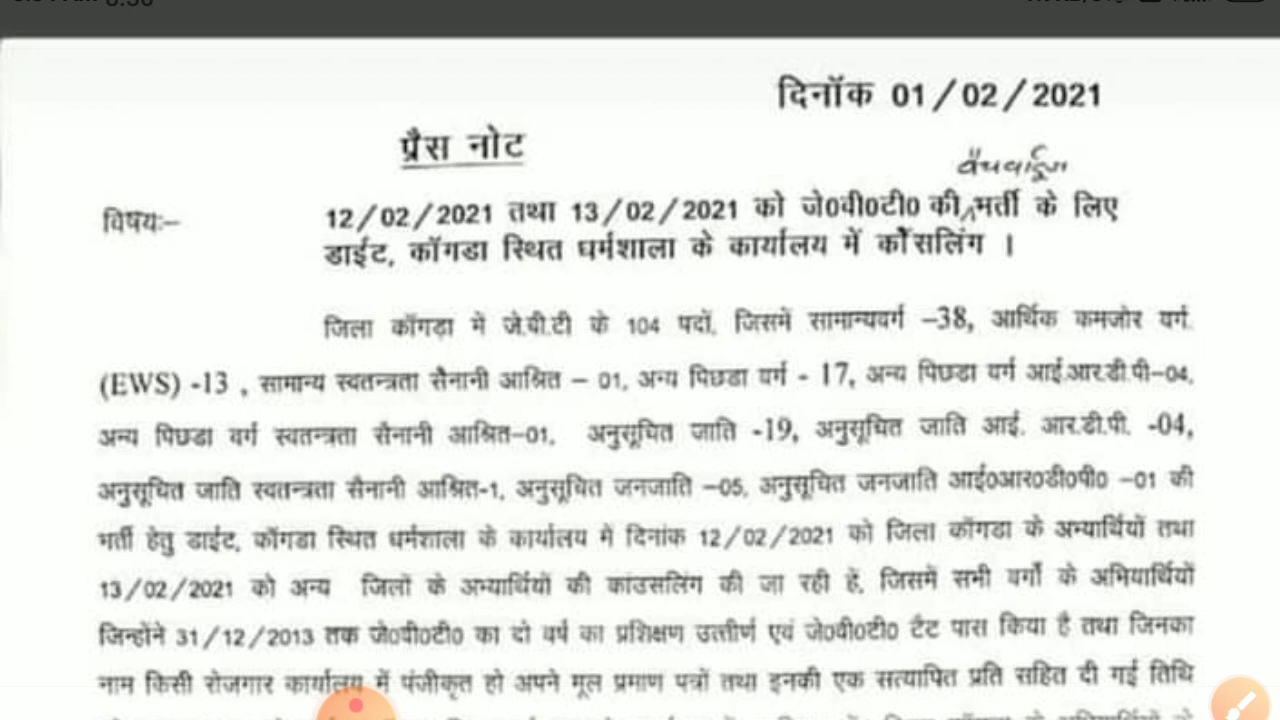 दिनॉक 01/02/2021
प्रैस नोट
बैचवाईज
विषयः– 12/02/2021 तथा 13/02/2021 को जे0वी0टी0 की भर्ती के लिए
डाईट, कॉगडा स्थित धर्मशाला के कार्यालय में कौंसलिंग ।
जिला कॉगड़ा में जे.वी.टी के 104 पदों, जिसमें सामान्यवर्ग –38, आर्थिक कमजोर वर्ग
(EWS) -13 , सामान्य स्वतन्त्रता सैनानी आश्रित – 01, अन्य पिछडा वर्ग - 17, अन्य पिछडा वर्ग आई.आर.डी.पी–04,
अन्य पिछडा वर्ग स्वतन्त्रता सैनानी आश्रित–01, अनुसूचित जाति -19, अनुसूचित जाति आई. आर.डी.पी. -04,
अनुसूचित जाति स्वतन्त्रता सैनानी आश्रित-1, अनुसूचित जनजाति –05, अनुसूचित जनजाति आई0आर0डी0पी0 –01 की
भर्ती हेतु डाईट, कॉगडा स्थित धर्मशाला के कार्यालय में दिनांक 12/02/2021 को जिला कॉगडा के अभ्यार्थियों तथा
13/02/2021 को अन्य जिलों के अभ्यार्थियों की कांउसलिंग की जा रही है, जिसमें सभी वर्गो के अभियार्थियों
जिन्होंने 31/12/2013 तक जे0वी0टी0 का दो वर्ष का प्रशिक्षण उत्तीर्ण एवं जे0वी0टी0 टैट पास किया है तथा जिनका
नाम किसी रोजगार कार्यालय में पंजीकृत हो अपने मूल प्रमाण पत्रों तथा इनकी एक सत्यापित प्रति सहित दी गई तिथि